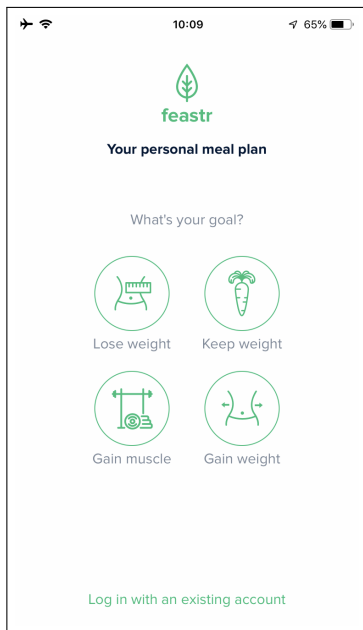 10:09
65%
feastr
Your personal meal plan
What's your goal?
Lose weight
Keep weight
Gain muscle
Gain weight
Log in with an existing account